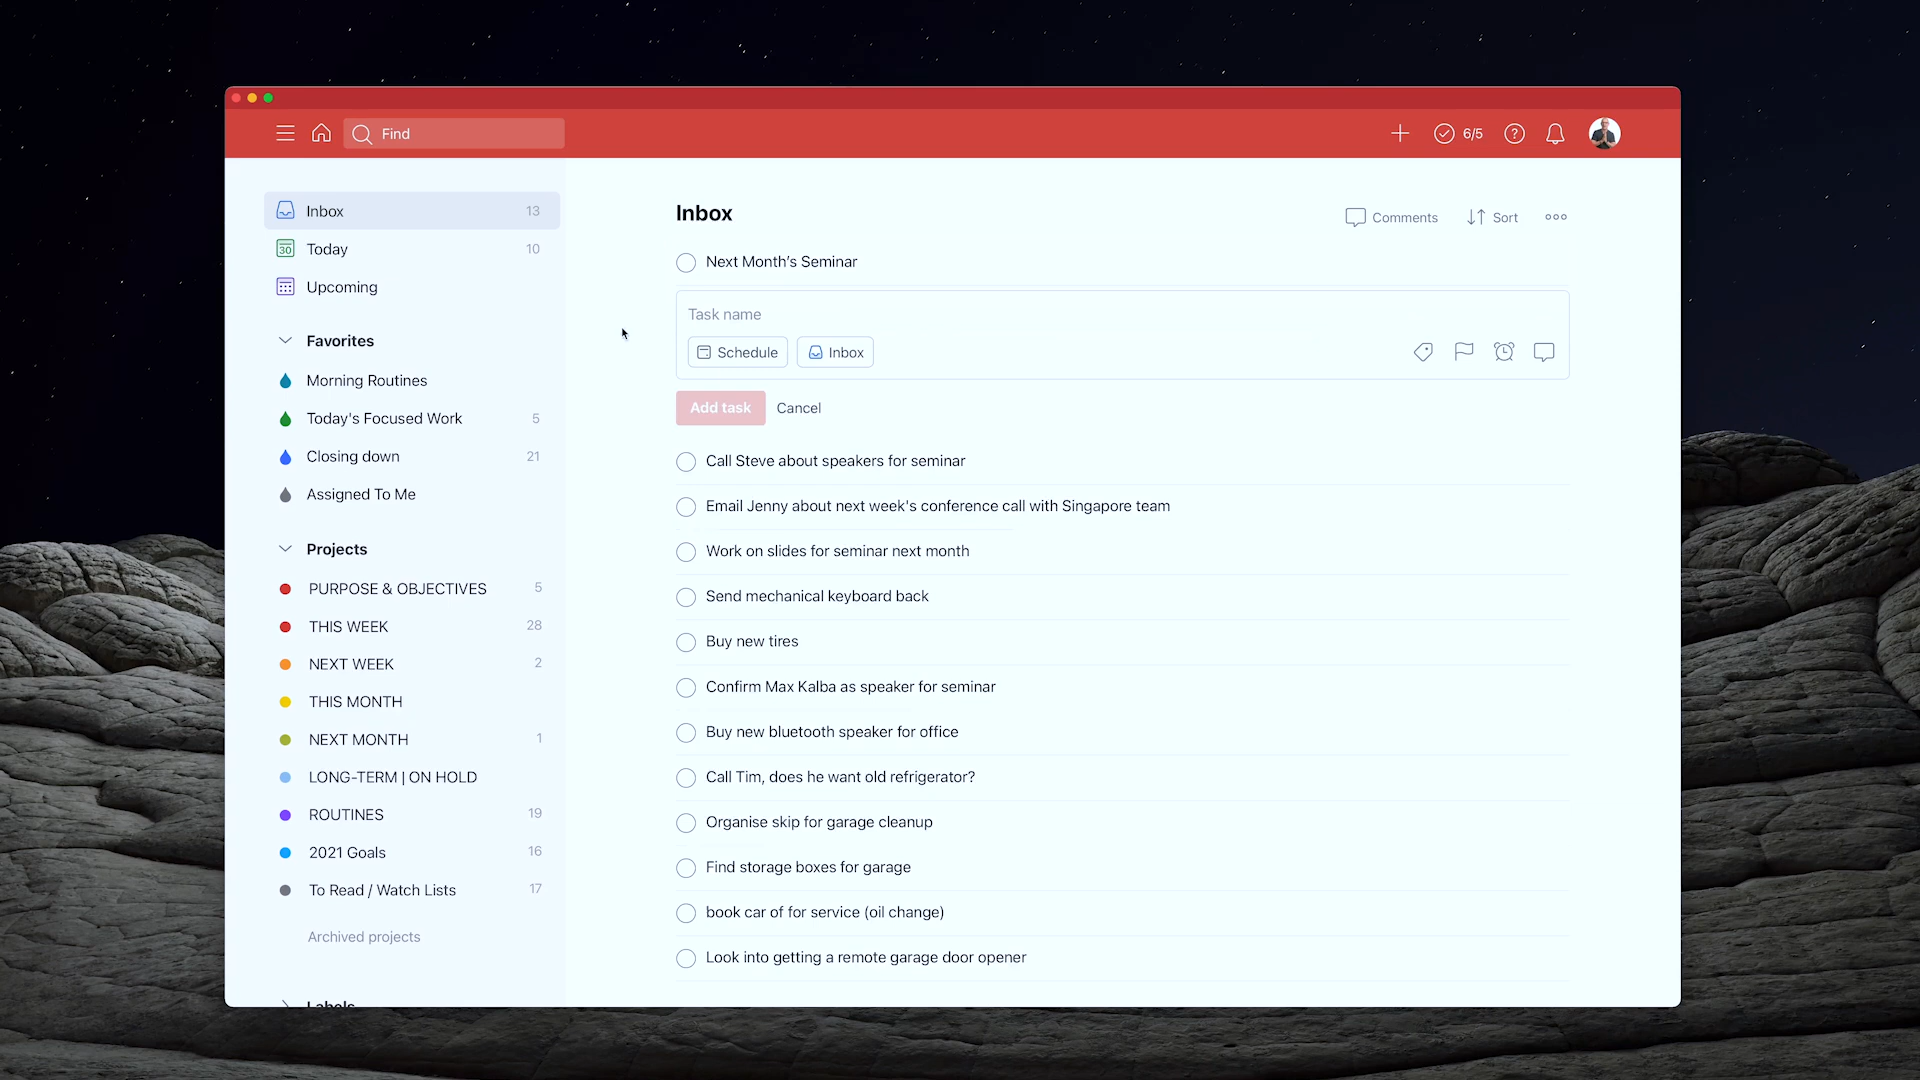 Find
6/5
Inbox 13
30 Today 10
Upcoming
Favorites
Morning Routines
Today's Focused Work 5
Closing down 21
Assigned To Me
Projects
PURPOSE & OBJECTIVES 5
THIS WEEK 28
NEXT WEEK 2
THIS MONTH
NEXT MONTH 1
LONG-TERM | ON HOLD
ROUTINES 19
2021 Goals 16
To Read / Watch Lists 17
Archived projects
Labels
Inbox
Comments
Sort
Next Month's Seminar
Task name
Schedule
Inbox
Add task
Cancel
Call Steve about speakers for seminar
Email Jenny about next week's conference call with Singapore team
Work on slides for seminar next month
Send mechanical keyboard back
Buy new tires
Confirm Max Kalba as speaker for seminar
Buy new bluetooth speaker for office
Call Tim, does he want old refrigerator?
Organise skip for garage cleanup
Find storage boxes for garage
book car of for service (oil change)
Look into getting a remote garage door opener